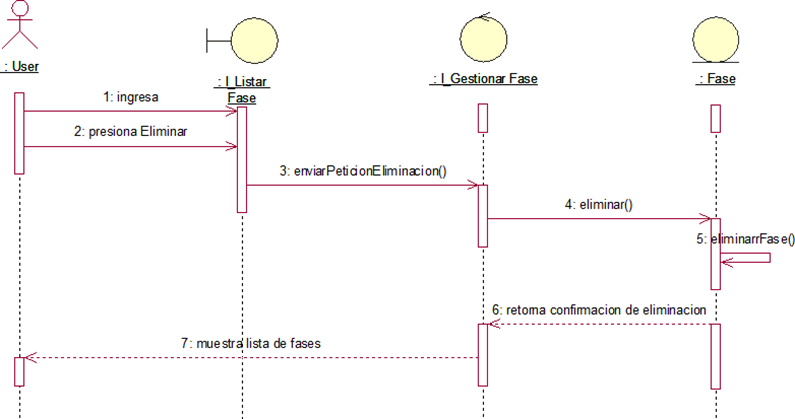 : User
: I_Listar
Fase
: I_Gestionar Fase
: Fase
1: ingresa
2: presiona Eliminar
3: enviarPeticionEliminacion()
4: eliminar()
5: eliminarrFase()
6: retorna confirmacion de eliminacion
7: muestra lista de fases